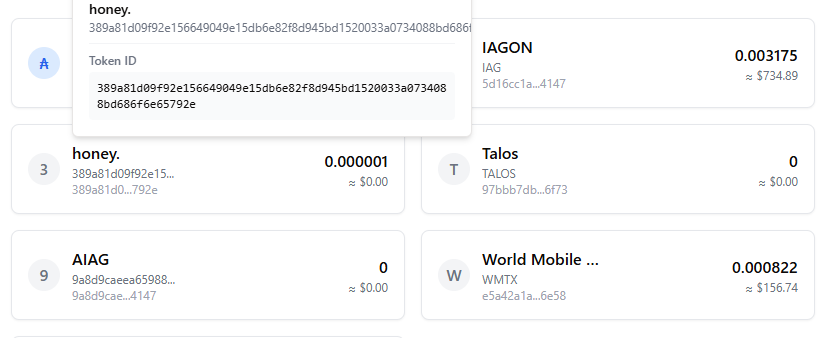 honey.
389a81d09f92e156649049e15db6e82f8d945bd1520033a0734088bd686f
Token ID
389a81d09f92e156649049e15db6e82f8d945bd1520033a073408
8bd686f6e65792e
₳
IAGON
IAG
5d16cc1a...4147
0.003175
≈ $734.89
3
honey.
389a81d09f92e15...
389a81d0...792e
0.000001
≈ $0.00
T
Talos
TALOS
97bbb7db...6f73
0
≈ $0.00
9
AIAG
9a8d9caeea65988...
9a8d9cae...4147
0
≈ $0.00
W
World Mobile ...
WMTX
e5a42a1a...6e58
0.000822
≈ $156.74